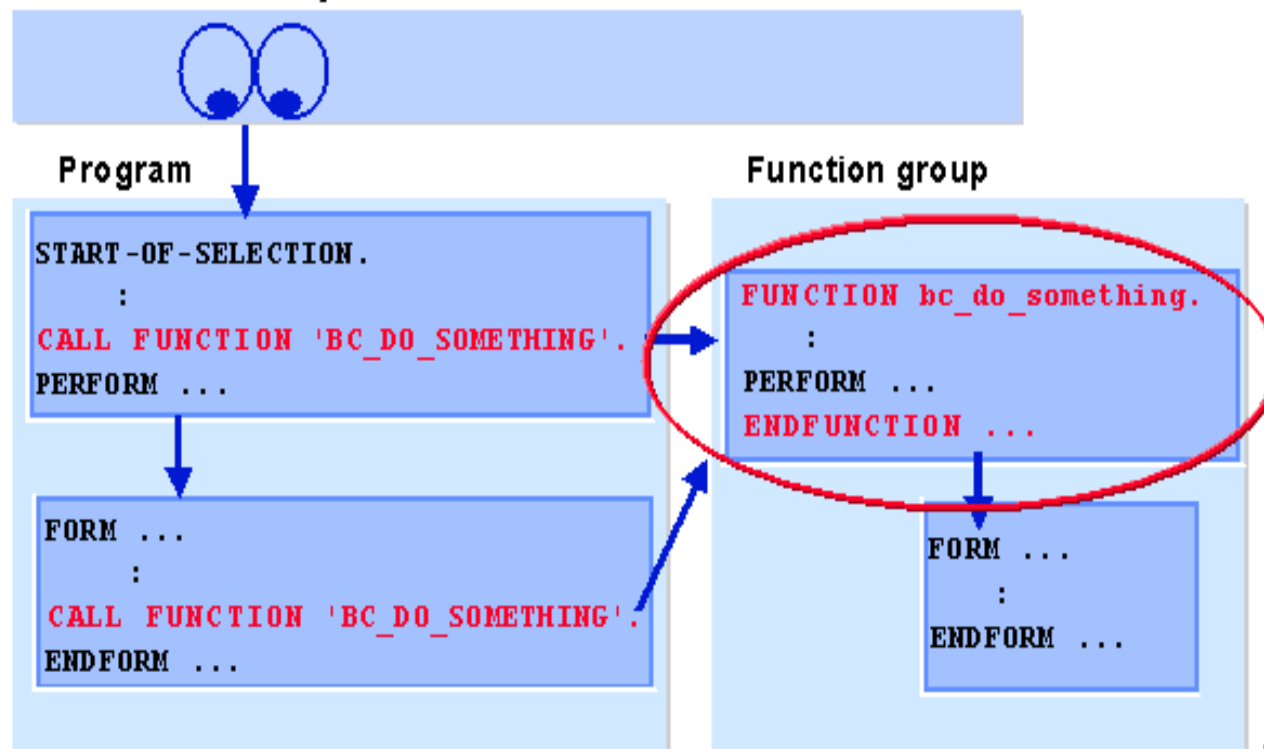 Program
START-OF-SELECTION.
:
CALL FUNCTION 'BC_DO_SOMETHING'.
PERFORM ...
FORM ...
:
CALL FUNCTION 'BC_DO_SOMETHING'.
ENDFORM ...
Function group
FUNCTION bc_do_something.
:
PERFORM ...
ENDFUNCTION ...
FORM ...
:
ENDFORM ...